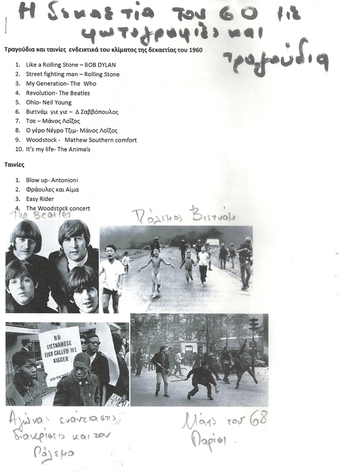 Η δεκαετία του 60 με
φωτογραφίες και
τραγούδια
Τραγούδια και ταινίες ενδεικτικά του κλίματος της δεκαετίας του 1960
1. Like a Rolling Stone – BOB DYLAN
2. Street fighting man – Rolling Stone
3. My Generation- The Who
4. Revolution- The Beatles
5. Ohio- Neil Young
6. Βιετνάμ γιε γιε – Δ Σαββόπουλος
7. Τσε – Μάνος Λοΐζος
8. Ο γέρο Νέγρο Τζιμ- Μάνος Λοΐζος
9. Woodstock - Mathew Southern comfort
10. It's my life- The Animals
Ταινίες
1. Blow up- Antonioni
2. Φράουλες και Αίμα
3. Easy Rider
4. The Woodstock concert
The Beatles
Πόλεμος Βιετνάμ
NO
VIETNAMESE
EVER CALLED ME
NIGGER
Αγώνας ενάντια στις
διακρίσεις και τον
Πόλεμο
Μάης του 68
Παρίσι